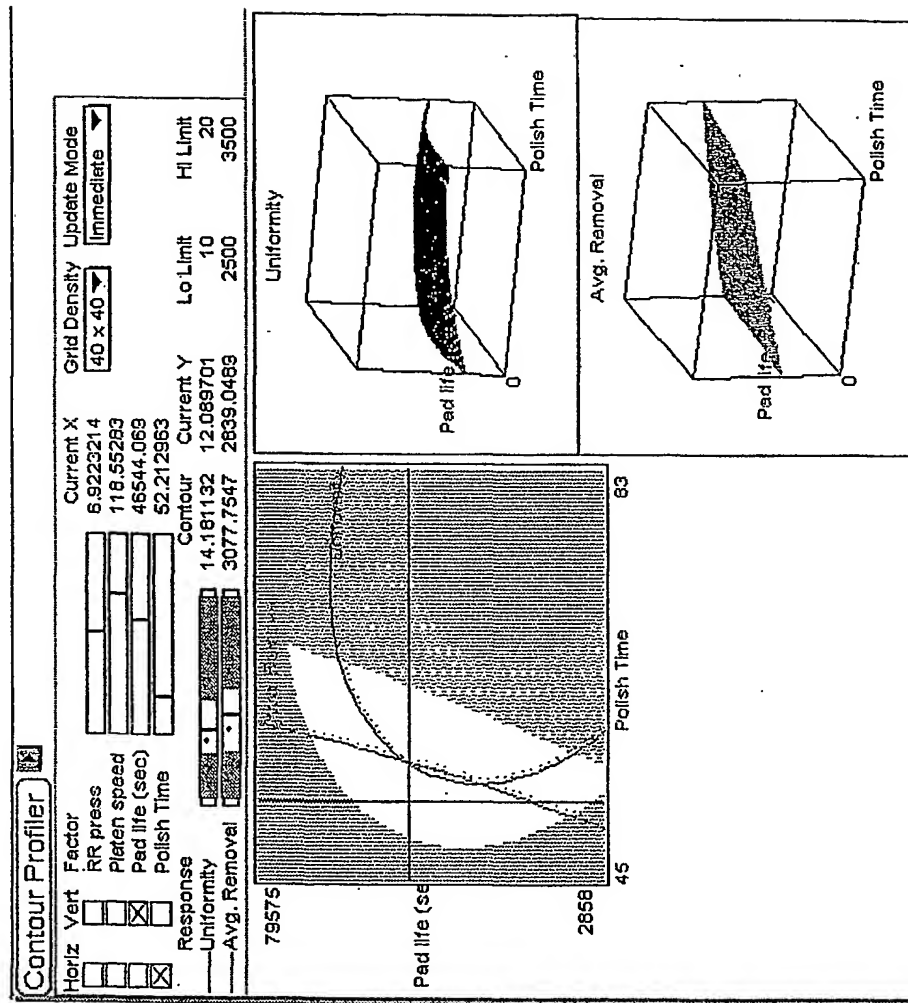 Contour Profiler
Horiz Vert Factor Current X Grid Density Update Mode
RR press 6.9223214 40 x 40 Immediate
Platen speed 118.55283
Pad life (sec) 46544.069
Polish Time 52.212963
Response Contour Current Y Lo Limit Hi Limit
Uniformity 14.181132 12.089701 10 20
Avg. Removal 3077.7547 2839.0489 2500 3500
79575
Pad life (se
2858
45
Polish Time
83
Uniformity
Pad life
0
Polish Time
Avg. Removal
Pad life
0
Polish Time